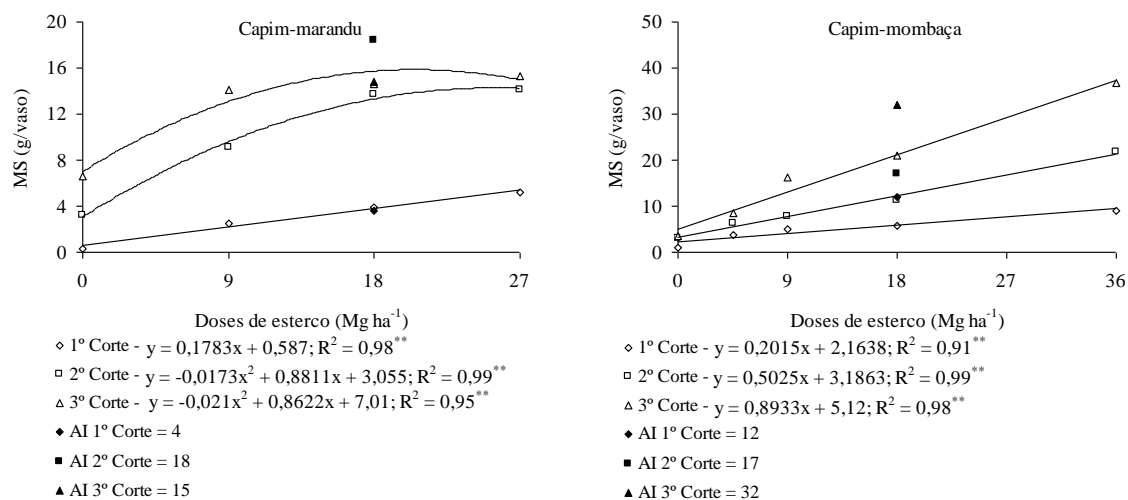 Capim-marandu
20
16
12
8
4
0
MS (g/vaso)
0 9 18 27
Doses de esterco (Mg ha⁻¹)
◇ 1º Corte - y = 0,1783x + 0,587; R² = 0,98**
□ 2º Corte - y = -0,0173x² + 0,8811x + 3,055; R² = 0,99**
△ 3º Corte - y = -0,021x² + 0,8622x + 7,01; R² = 0,95**
◆ AI 1º Corte = 4
■ AI 2º Corte = 18
▲ AI 3º Corte = 15
Capim-mombaça
50
40
30
20
10
0
MS (g/vaso)
0 9 18 27 36
Doses de esterco (Mg ha⁻¹)
◇ 1º Corte - y = 0,2015x + 2,1638; R² = 0,91**
□ 2º Corte - y = 0,5025x + 3,1863; R² = 0,99**
△ 3º Corte - y = 0,8933x + 5,12; R² = 0,98**
◆ AI 1º Corte = 12
■ AI 2º Corte = 17
▲ AI 3º Corte = 32